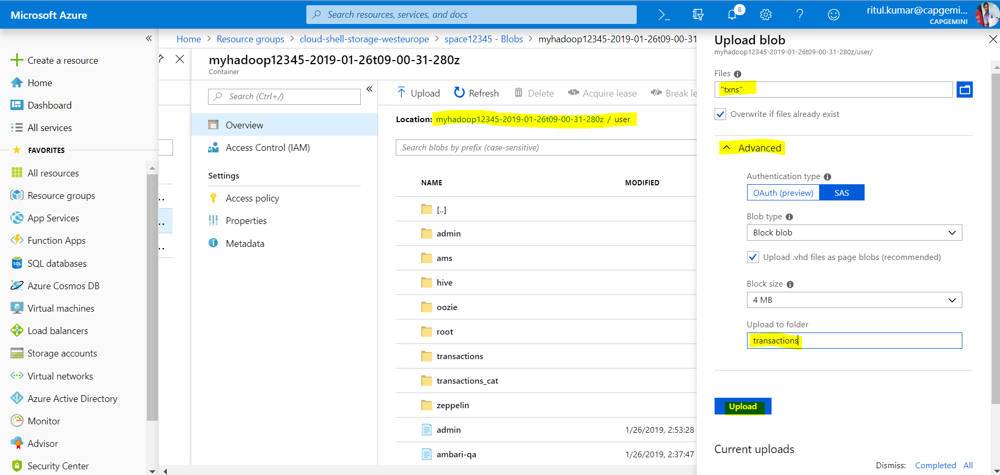 Microsoft Azure
Search resources, services, and docs
8
ritul.kumar@capgemi...
CAPGEMINI
Create a resource
Home
Dashboard
All services
FAVORITES
All resources
Resource groups
App Services
Function Apps
SQL databases
Azure Cosmos DB
Virtual machines
Load balancers
Storage accounts
Virtual networks
Azure Active Directory
Monitor
Advisor
Security Center
Home > Resource groups > cloud-shell-storage-westeurope > space12345 - Blobs > myhadoop12345-2019-01-26t09-00-31
myhadoop12345-2019-01-26t09-00-31-280z
Container
Search (Ctrl+/)
Overview
Access Control (IAM)
Settings
Access policy
Properties
Metadata
Upload Refresh Delete Acquire lease Break le
Location: myhadoop12345-2019-01-26t09-00-31-280z / user
Search blobs by prefix (case-sensitive)
NAME MODIFIED
[..]
admin
ams
hive
oozie
root
transactions
transactions_cat
zeppelin
admin 1/26/2019, 2:53:28
ambari-qa 1/26/2019, 2:37:47
Upload blob
myhadoop12345-2019-01-26t09-00-31-280z/user/
Files
"txns"
Overwrite if files already exist
Advanced
Authentication type
OAuth (preview) SAS
Blob type
Block blob
Upload .vhd files as page blobs (recommended)
Block size
4 MB
Upload to folder
transactions
Upload
Current uploads
Dismiss: Completed All